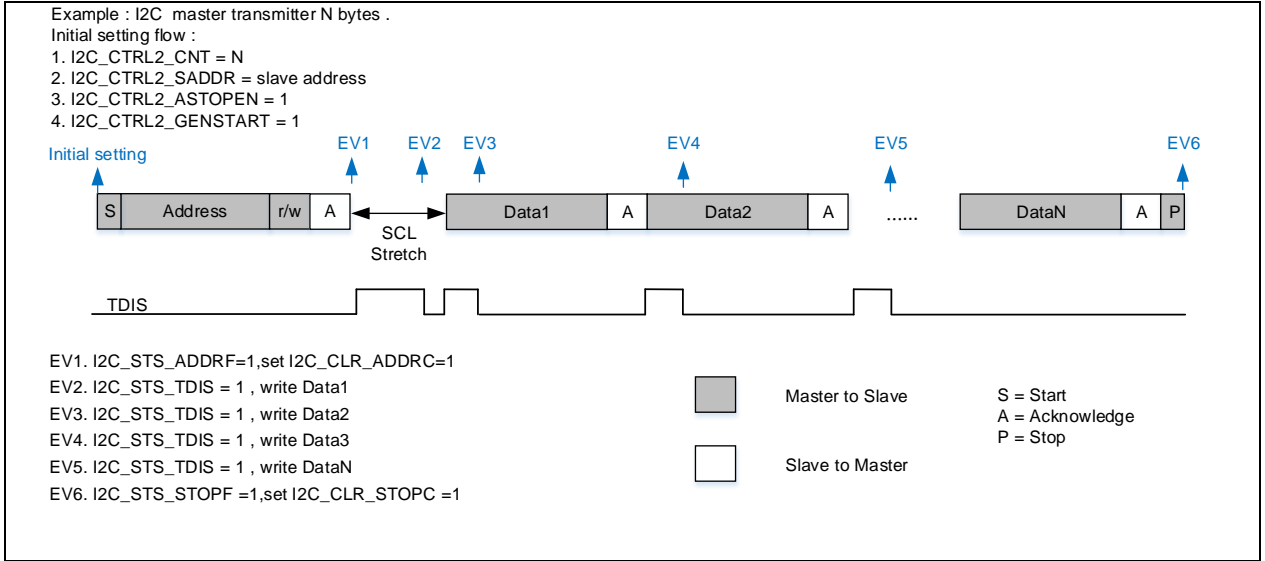 Example : I2C  master transmitter N bytes .
Initial setting flow :
1. I2C_CTRL2_CNT = N
2. I2C_CTRL2_SADDR = slave address
3. I2C_CTRL2_ASTOPEN = 1
4. I2C_CTRL2_GENSTART = 1
Initial setting
EV1
EV2
EV3
EV4
EV5
EV6
S
Address
r/w
A
Data1
A
Data2
A
......
DataN
A
P
SCL
Stretch
TDIS
EV1. I2C_STS_ADDRF=1,set I2C_CLR_ADDRC=1
EV2. I2C_STS_TDIS = 1 , write Data1
EV3. I2C_STS_TDIS = 1 , write Data2
EV4. I2C_STS_TDIS = 1 , write Data3
EV5. I2C_STS_TDIS = 1 , write DataN
EV6. I2C_STS_STOPF =1,set I2C_CLR_STOPC =1
Master to Slave
Slave to Master
S = Start
A = Acknowledge
P = Stop